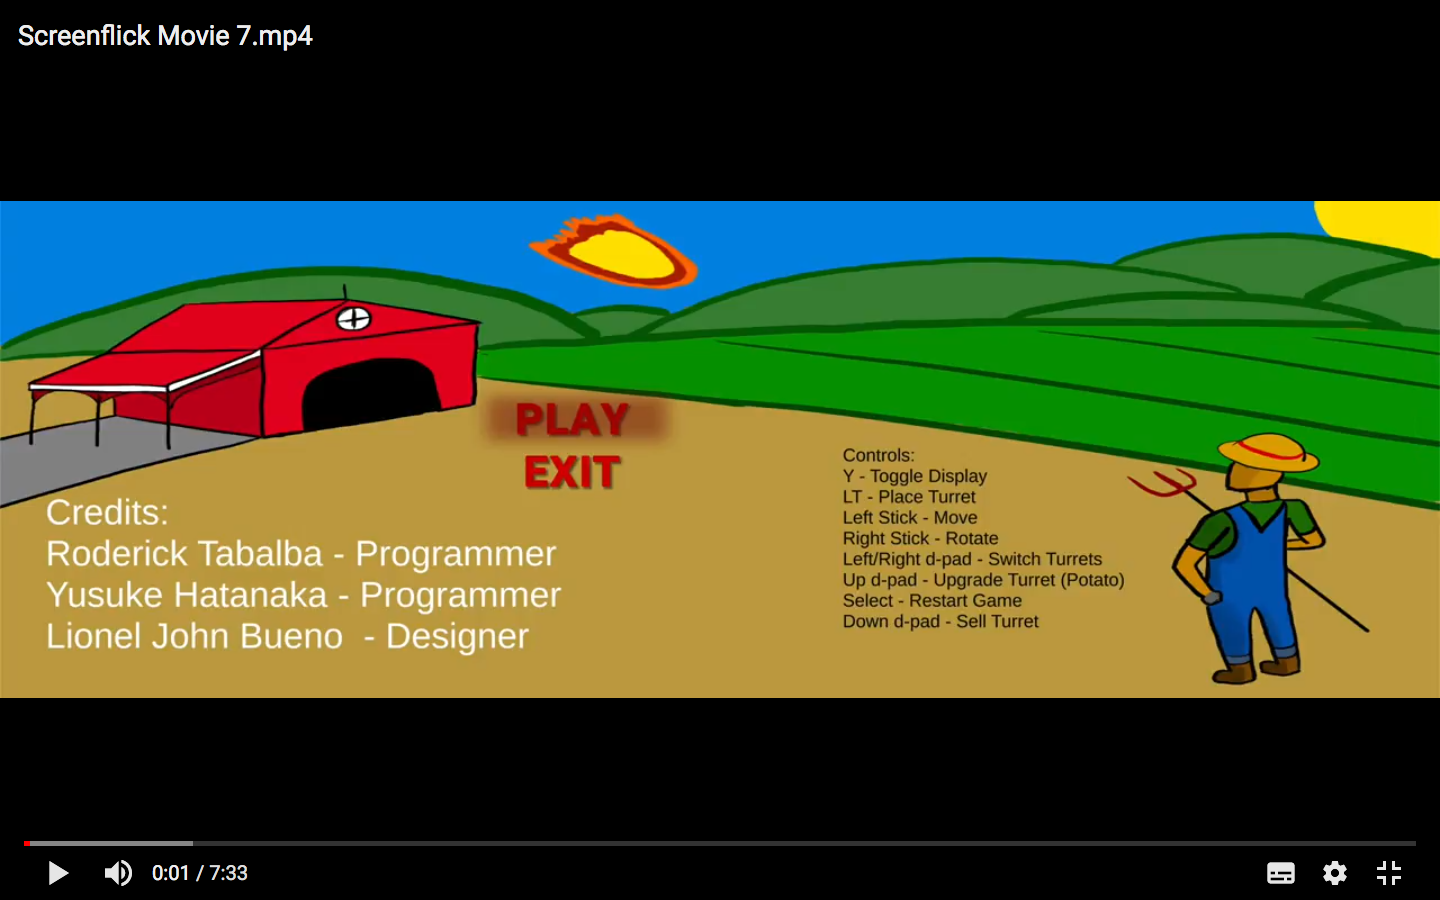 Screenflick Movie 7.mp4
PLAY
EXIT
Credits:
Roderick Tabalba - Programmer
Yusuke Hatanaka - Programmer
Lionel John Bueno  - Designer
Controls:
Y - Toggle Display
LT - Place Turret
Left Stick - Move
Right Stick - Rotate
Left/Right d-pad - Switch Turrets
Up d-pad - Upgrade Turret (Potato)
Select - Restart Game
Down d-pad - Sell Turret
0:01 / 7:33